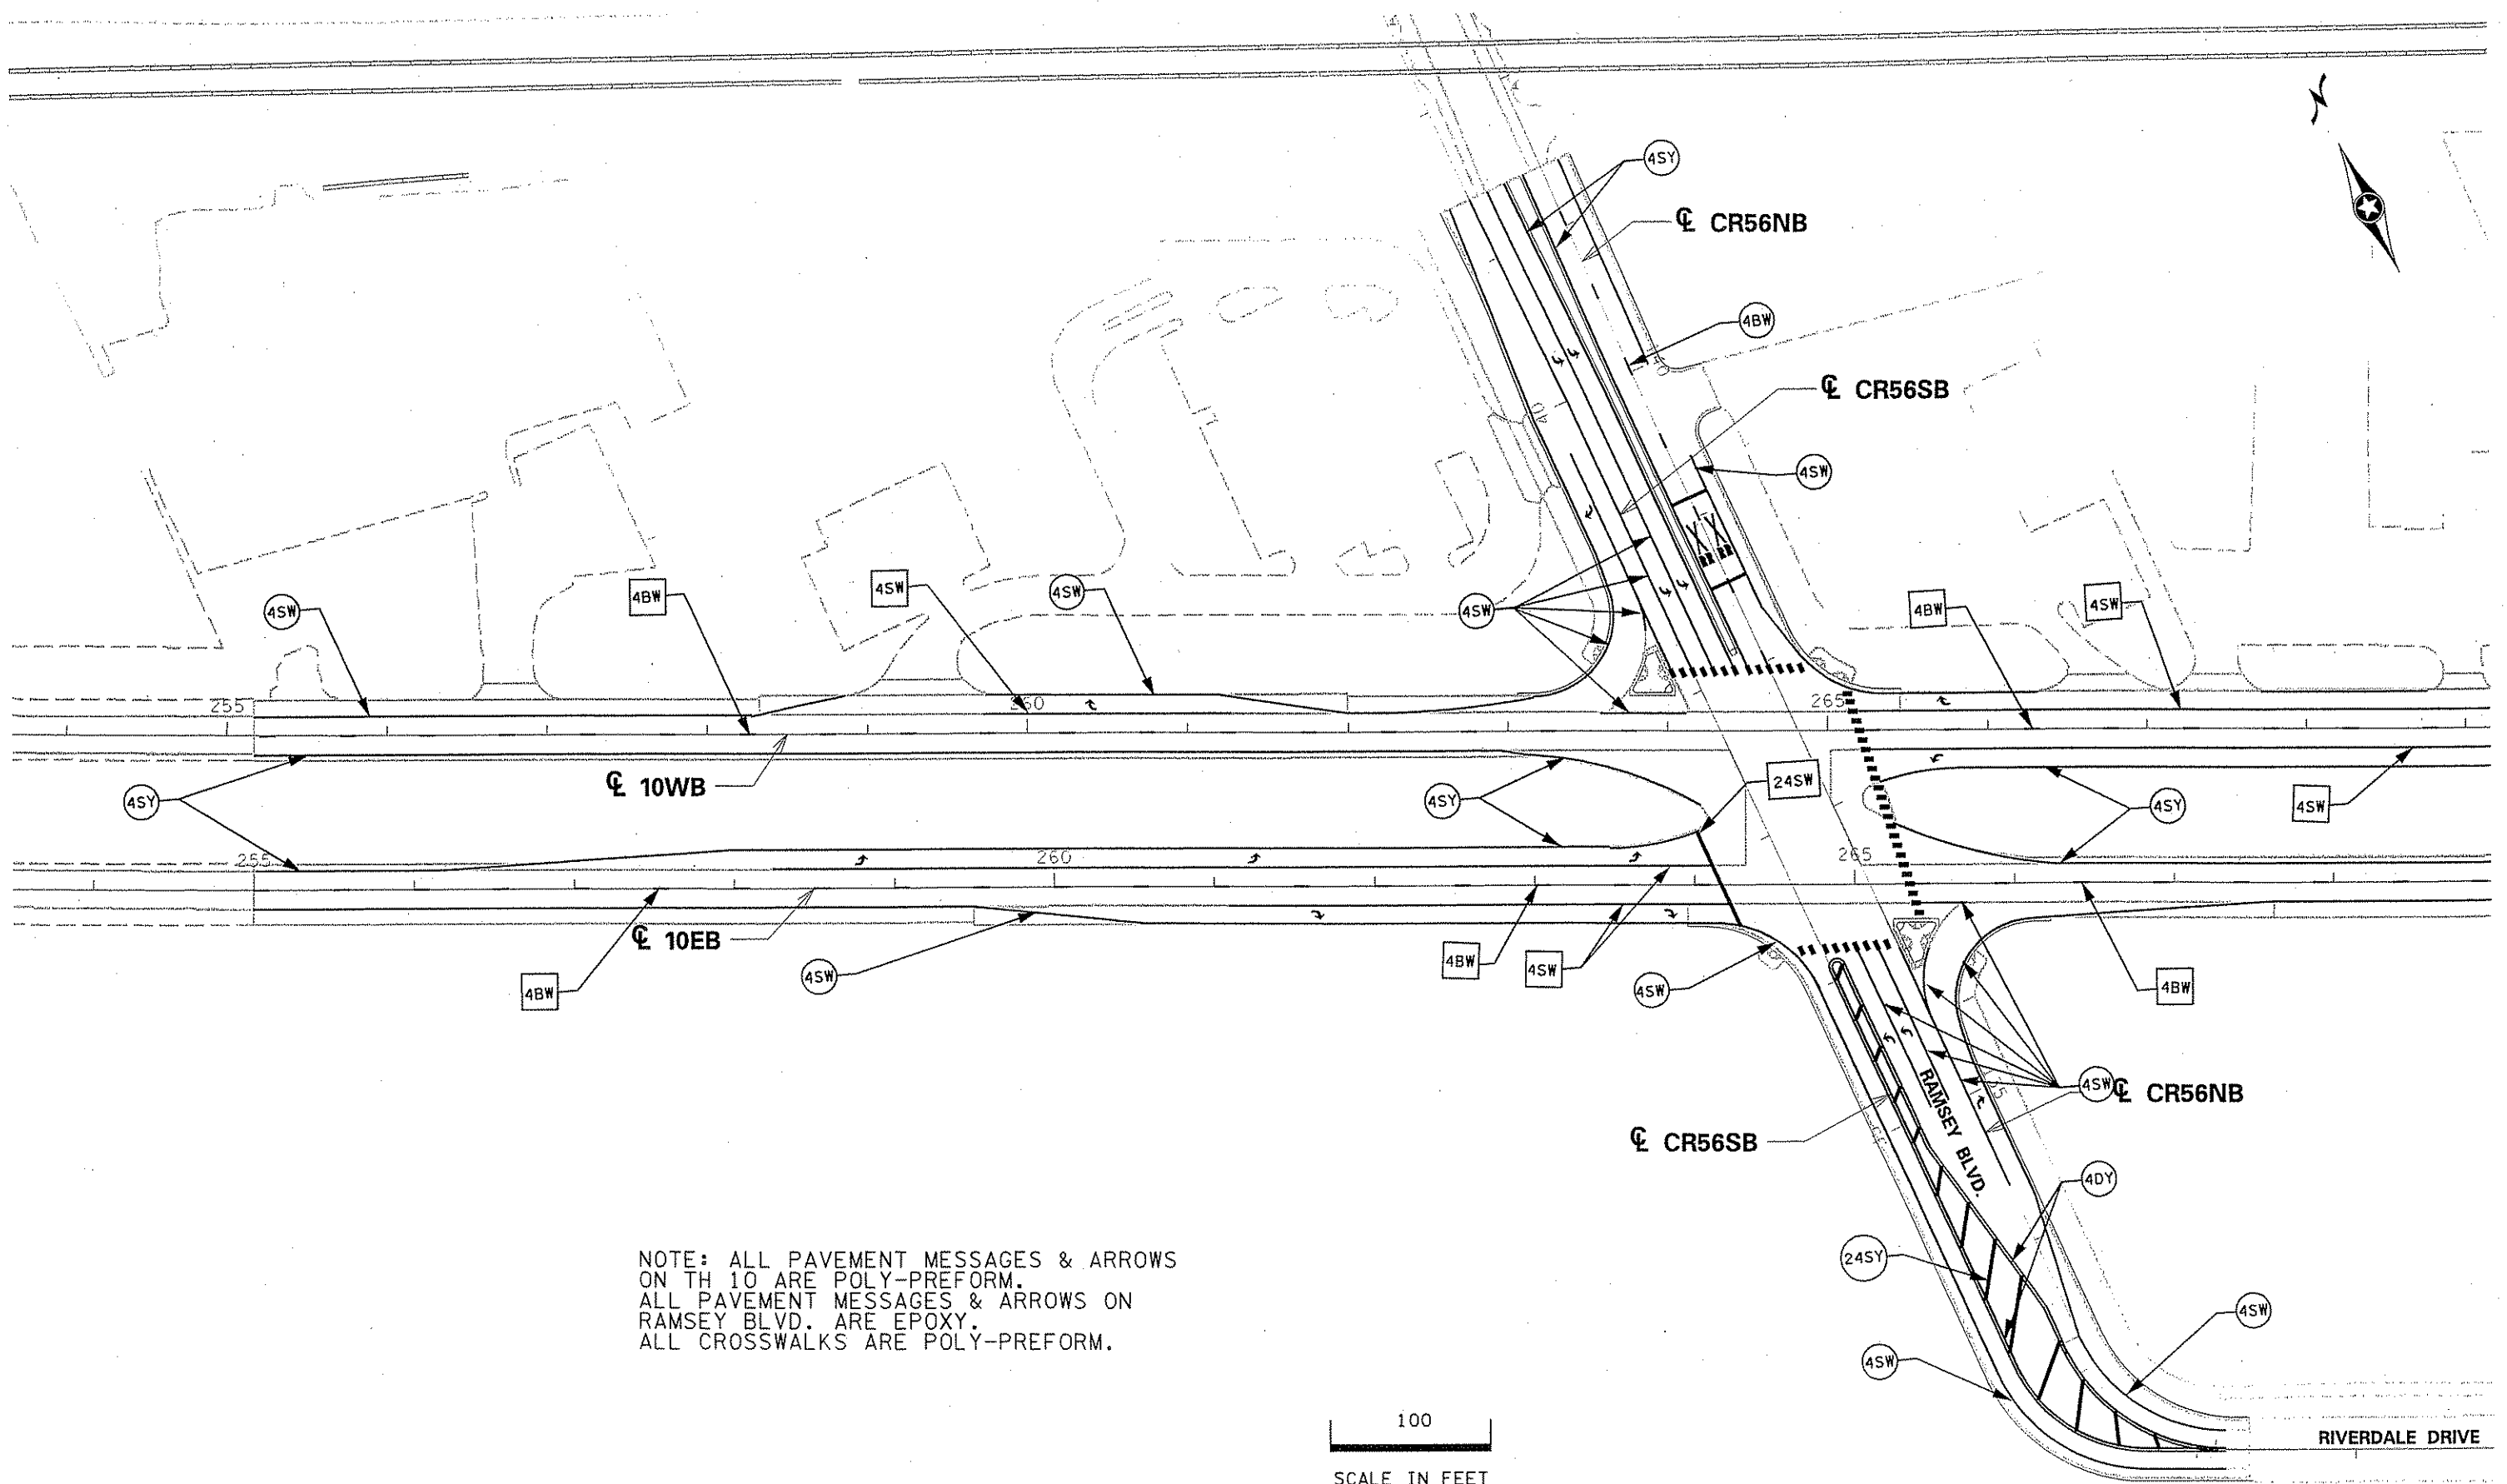 4SY
℄ CR56NB
4BW
℄ CR56SB
4SW
RR RR
4SW
4BW
4SW
4SW
4SW
4BW
4SW
255
260
265
℄ 10WB
4SY
4SY
24SW
4SY
4SW
255
260
265
℄ 10EB
4BW
4SW
4BW
4SW
4SW
4BW
4SW
℄ CR56NB
RAMSEY BLVD.
℄ CR56SB
4DY
24SY
4SW
4SW
NOTE: ALL PAVEMENT MESSAGES & ARROWS
ON TH 10 ARE POLY-PREFORM.
ALL PAVEMENT MESSAGES & ARROWS ON
RAMSEY BLVD. ARE EPOXY.
ALL CROSSWALKS ARE POLY-PREFORM.
100
SCALE IN FEET
RIVERDALE DRIVE